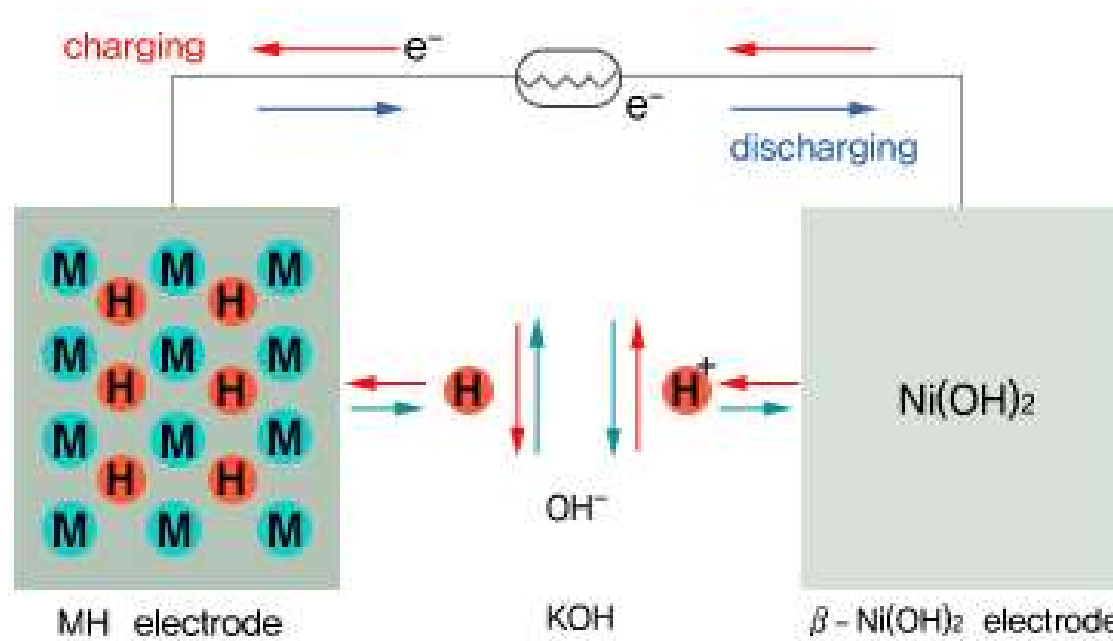 charging e⁻
e⁻
discharging
M M M
H H
M M M
H H
M M M
H H
M M M
H
H⁺
Ni(OH)₂
OH⁻
MH electrode
KOH
β-Ni(OH)₂ electrode